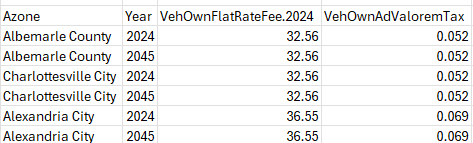 Azone Year VehOwnFlatRateFee.2024 VehOwnAdValoremTax
Albemarle County 2024 32.56 0.052
Albemarle County 2045 32.56 0.052
Charlottesville City 2024 32.56 0.052
Charlottesville City 2045 32.56 0.052
Alexandria City 2024 36.55 0.069
Alexandria City 2045 36.55 0.069